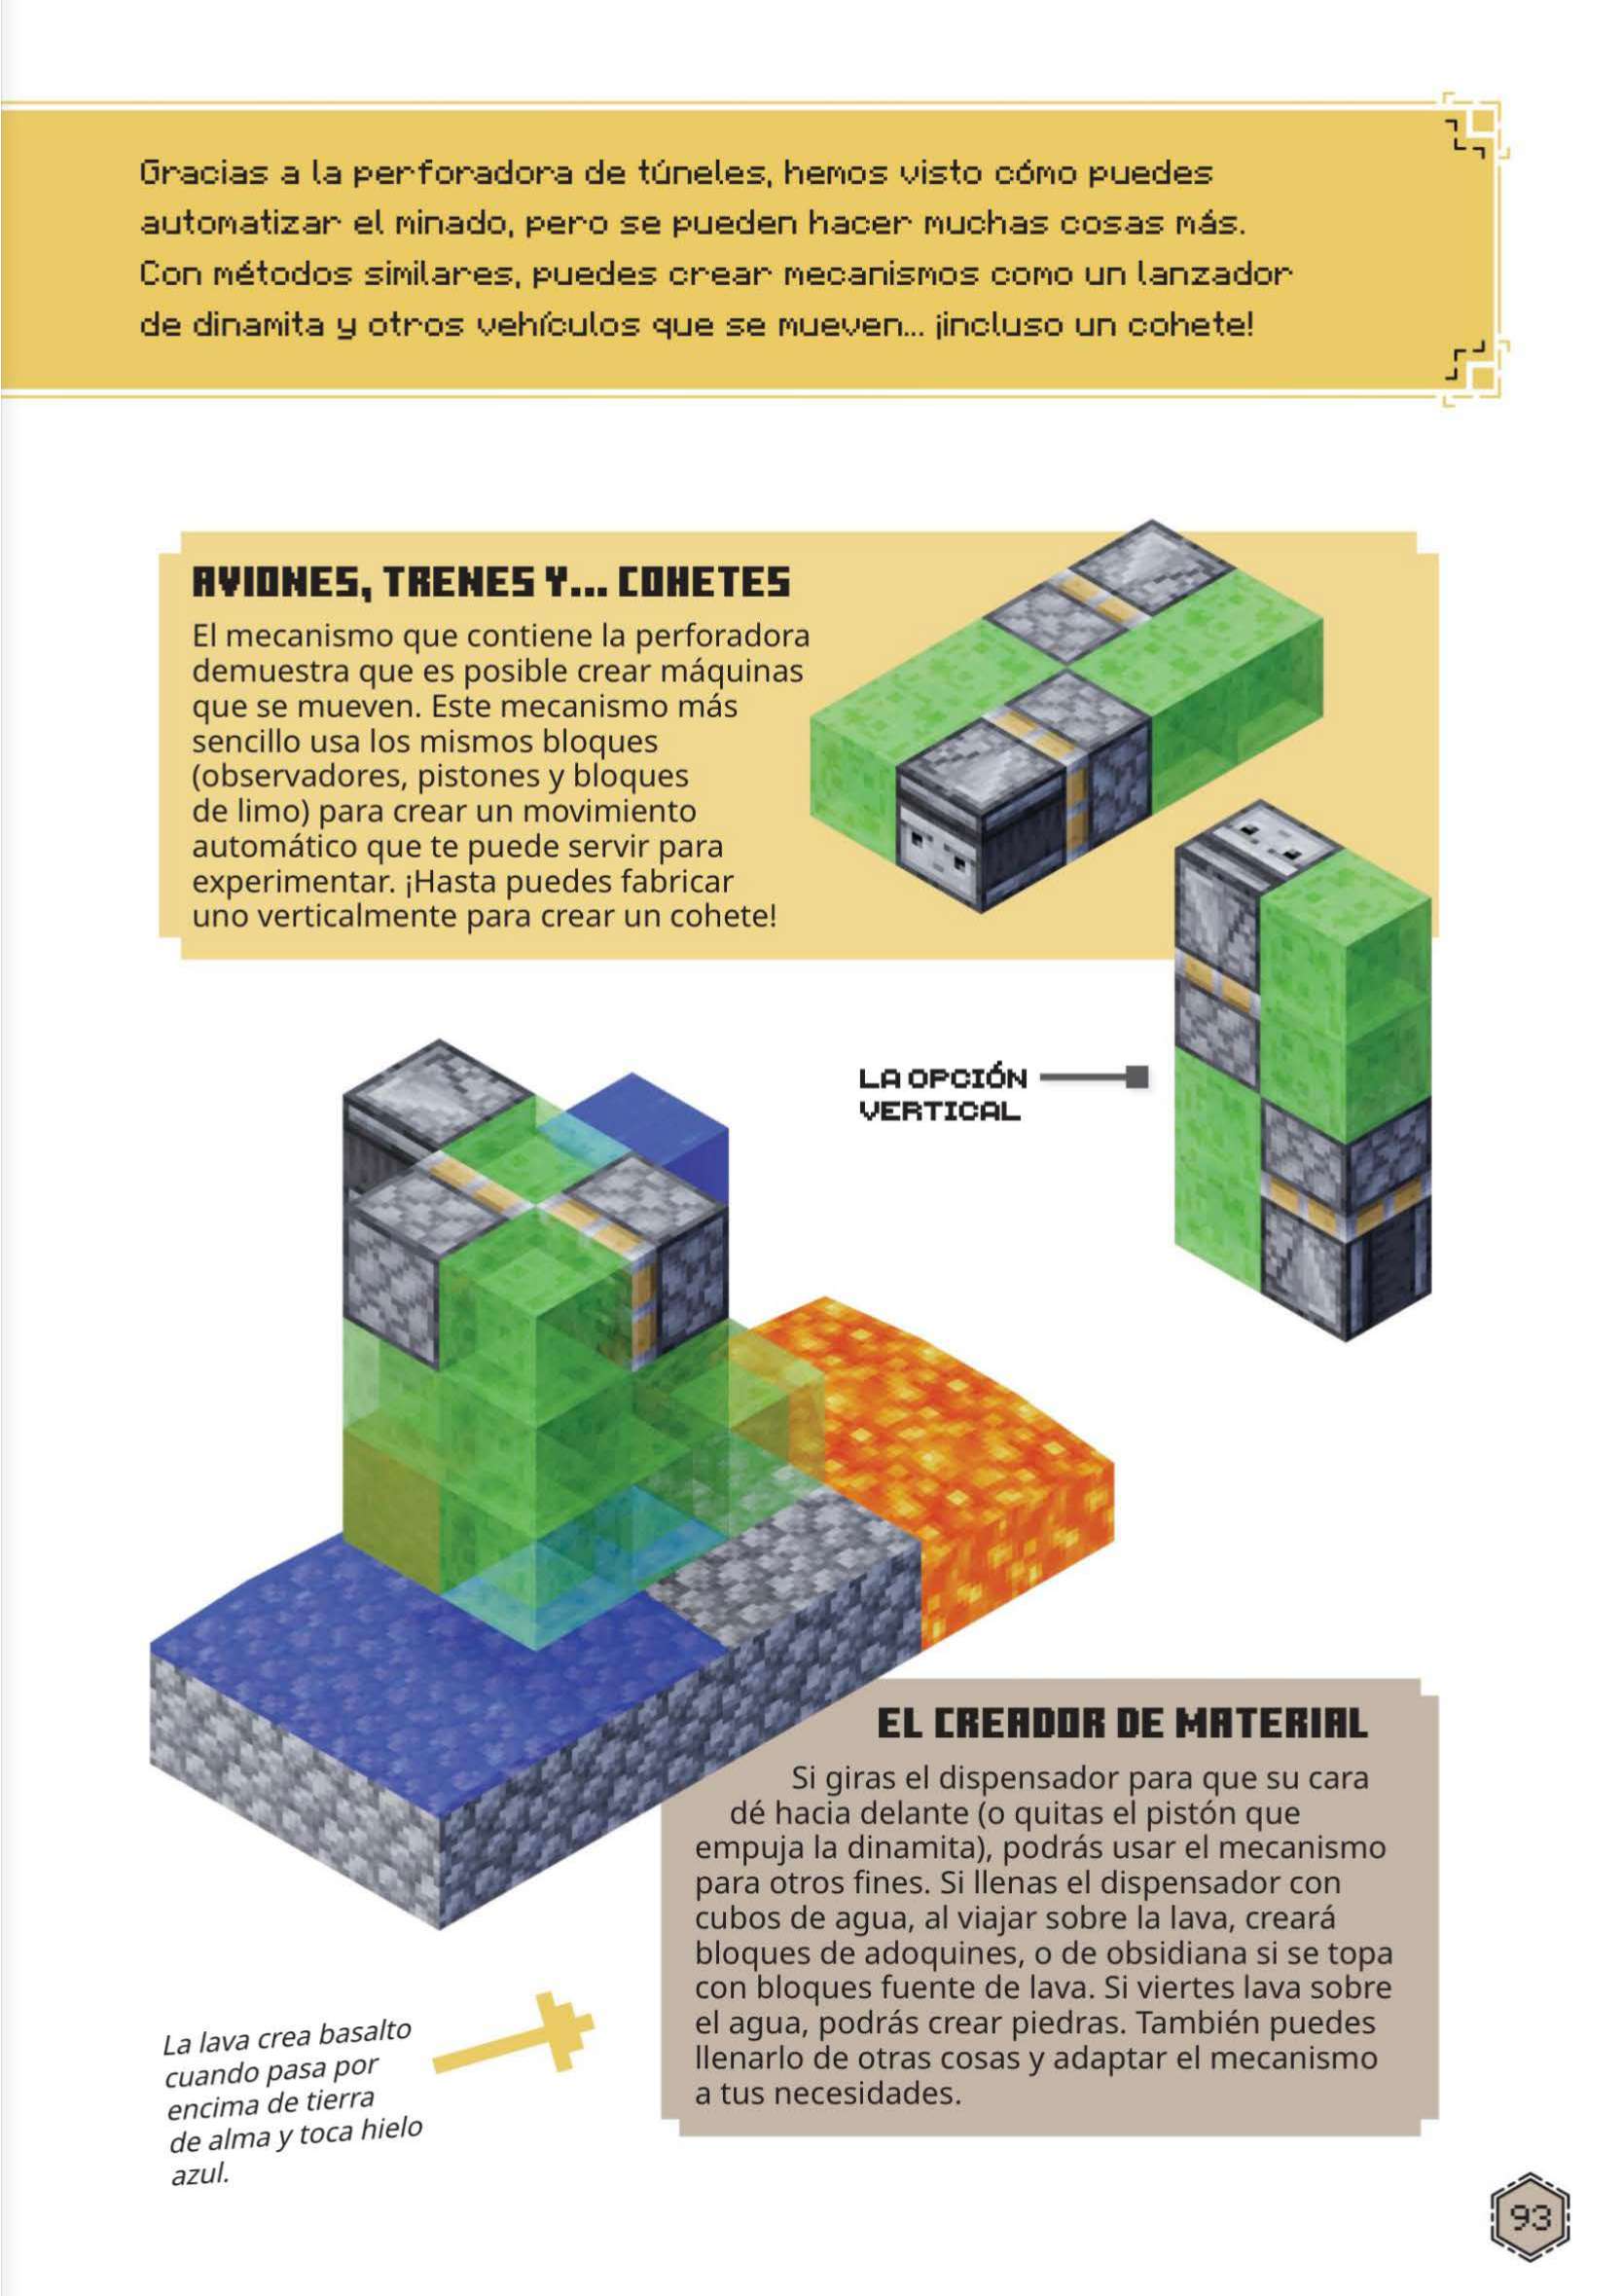 Gracias a la perforadora de túneles, hemos visto cómo puedes
automatizar el minado, pero se pueden hacer muchas cosas más.
Con métodos similares, puedes crear mecanismos como un lanzador
de dinamita y otros vehículos que se mueven... ¡incluso un cohete!
AVIONES, TRENES Y... COHETES
El mecanismo que contiene la perforadora
demuestra que es posible crear máquinas
que se mueven. Este mecanismo más
sencillo usa los mismos bloques
(observadores, pistones y bloques
de limo) para crear un movimiento
automático que te puede servir para
experimentar. ¡Hasta puedes fabricar
uno verticalmente para crear un cohete!
LA OPCIÓN
VERTICAL
EL CREADOR DE MATERIAL
Si giras el dispensador para que su cara
dé hacia delante (o quitas el pistón que
empuja la dinamita), podrás usar el mecanismo
para otros fines. Si llenas el dispensador con
cubos de agua, al viajar sobre la lava, creará
bloques de adoquines, o de obsidiana si se topa
con bloques fuente de lava. Si viertes lava sobre
el agua, podrás crear piedras. También puedes
llenarlo de otras cosas y adaptar el mecanismo
a tus necesidades.
La lava crea basalto
cuando pasa por
encima de tierra
de alma y toca hielo
azul.
93